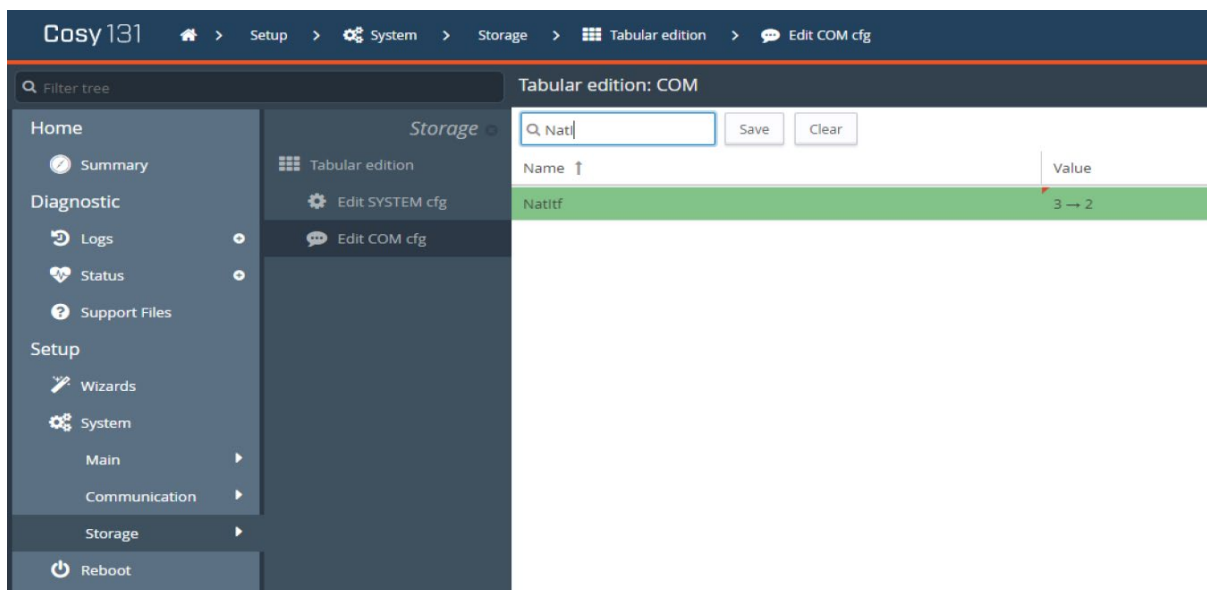 Cosy 131 > Setup > System > Storage > Tabular edition > Edit COM cfg
Filter tree
Tabular edition: COM
Home
Summary
Diagnostic
Logs
Status
Support Files
Setup
Wizards
System
Main
Communication
Storage
Reboot
Storage
Tabular edition
Edit SYSTEM cfg
Edit COM cfg
NatI Save Clear
Name ↑ Value
NatItf 3 → 2